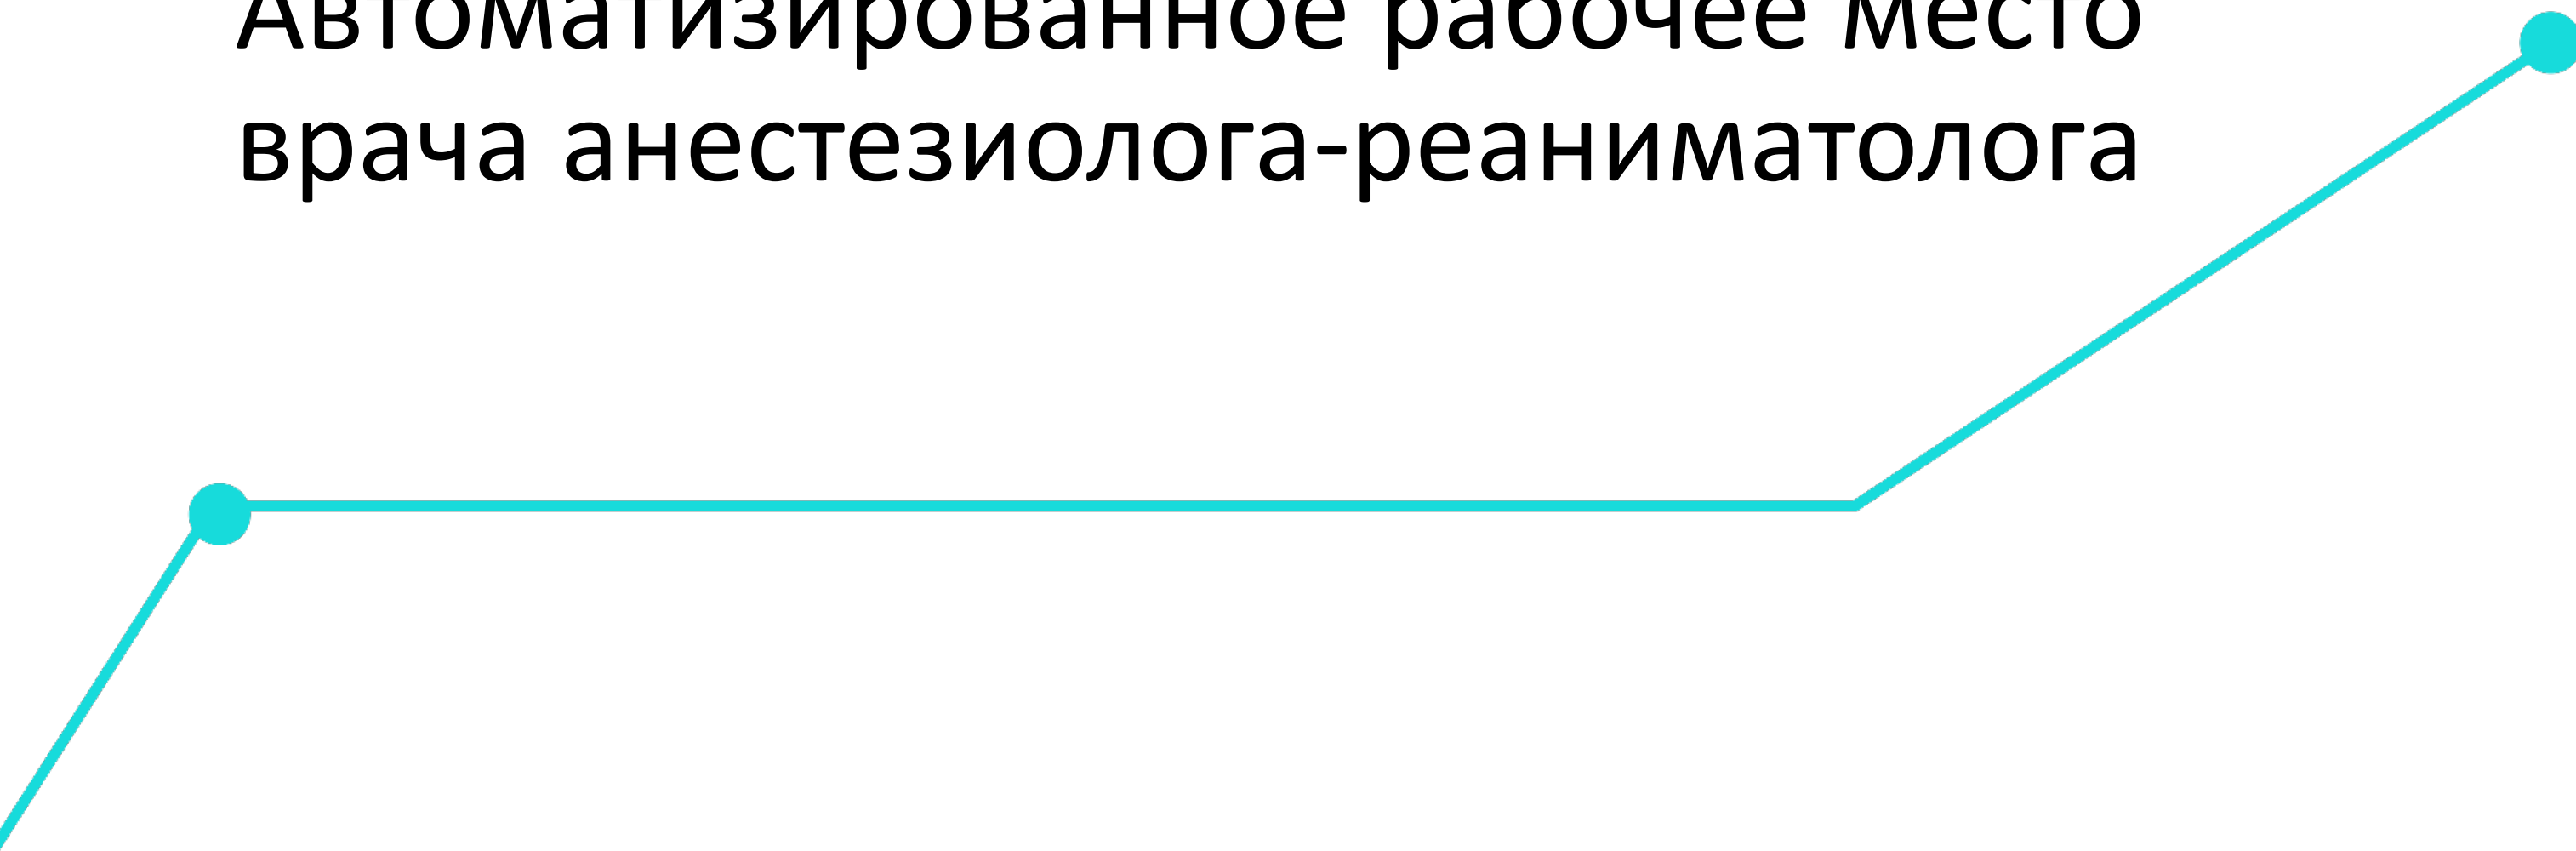 Автоматизированное рабочее место
врача анестезиолога-реаниматолога